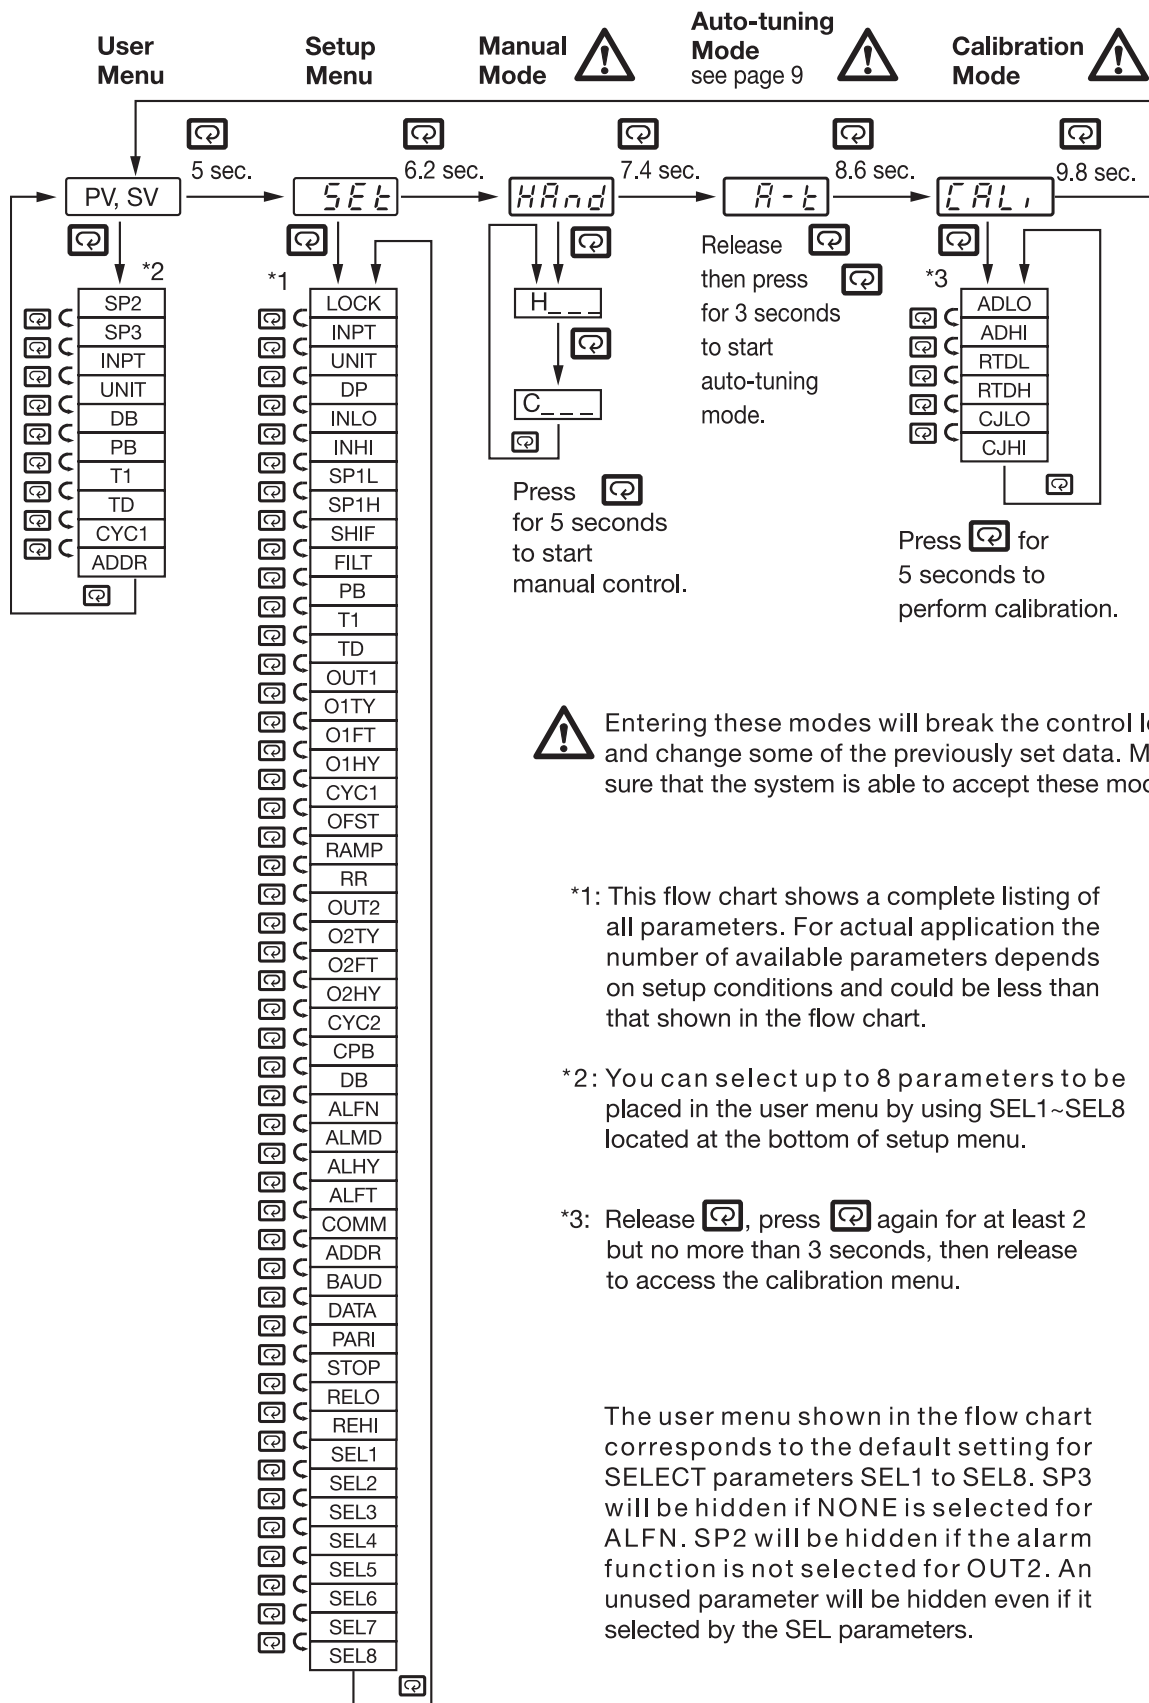 User
Menu
Setup
Menu
Manual
Mode
Auto-tuning
Mode
see page 9
Calibration
Mode
5 sec.
6.2 sec.
7.4 sec.
8.6 sec.
9.8 sec.
PV, SV
SEt
HAnd
A-t
CALi
*2
SP2
SP3
INPT
UNIT
DB
PB
T1
TD
CYC1
ADDR
*1
LOCK
INPT
UNIT
DP
INLO
INHI
SP1L
SP1H
SHIF
FILT
PB
T1
TD
OUT1
O1TY
O1FT
O1HY
CYC1
OFST
RAMP
RR
OUT2
O2TY
O2FT
O2HY
CYC2
CPB
DB
ALFN
ALMD
ALHY
ALFT
COMM
ADDR
BAUD
DATA
PARI
STOP
RELO
REHI
SEL1
SEL2
SEL3
SEL4
SEL5
SEL6
SEL7
SEL8
H_ _ _
C_ _ _
Press
for 5 seconds
to start
manual control.
Release
then press
for 3 seconds
to start
auto-tuning
mode.
*3
ADLO
ADHI
RTDL
RTDH
CJLO
CJHI
Press for
5 seconds to
perform calibration.
Entering these modes will break the control
and change some of the previously set data.
sure that the system is able to accept these
*1: This flow chart shows a complete listing of
all parameters. For actual application the
number of available parameters depends
on setup conditions and could be less than
that shown in the flow chart.
*2: You can select up to 8 parameters to be
placed in the user menu by using SEL1~SEL8
located at the bottom of setup menu.
*3: Release , press again for at least 2
but no more than 3 seconds, then release
to access the calibration menu.
The user menu shown in the flow chart
corresponds to the default setting for
SELECT parameters SEL1 to SEL8. SP3
will be hidden if NONE is selected for
ALFN. SP2 will be hidden if the alarm
function is not selected for OUT2. An
unused parameter will be hidden even if it
selected by the SEL parameters.